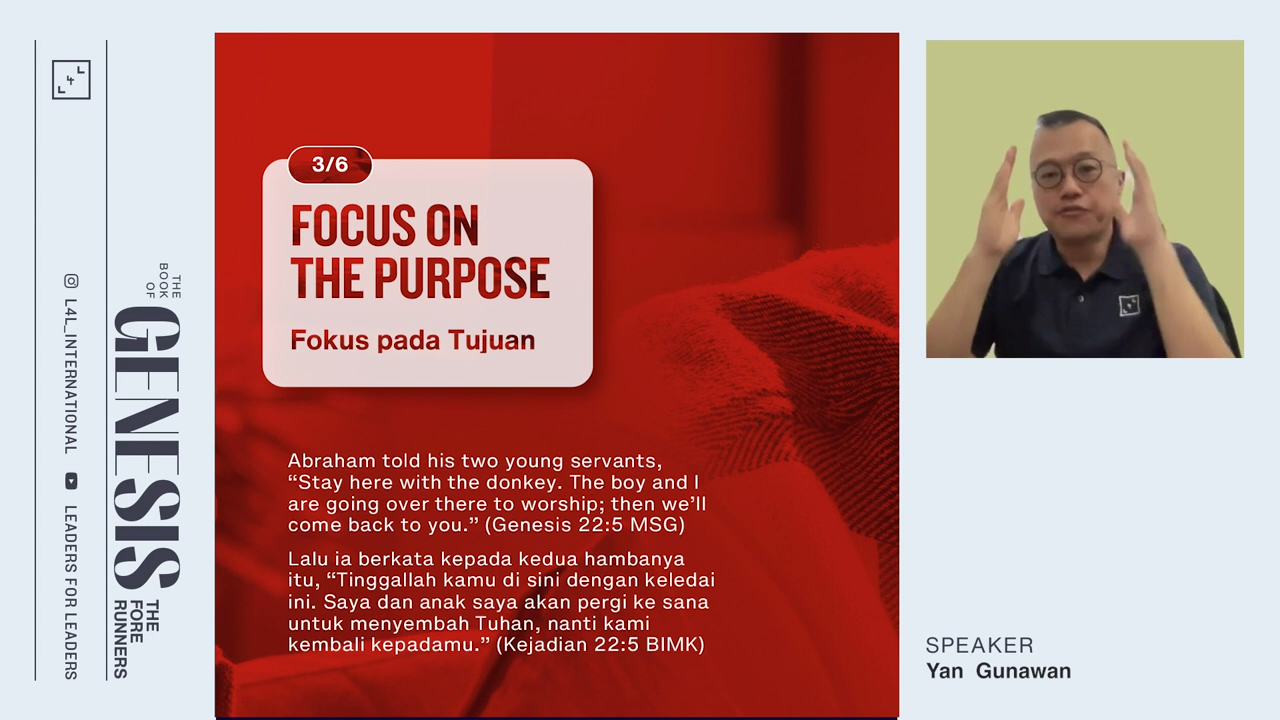 THE
BOOK
OF
GENESIS
THE
FORE
RUNNERS
L4L_INTERNATIONAL
LEADERS FOR LEADERS
3/6
FOCUS ON
THE PURPOSE
Fokus pada Tujuan
Abraham told his two young servants,
“Stay here with the donkey. The boy and I
are going over there to worship; then we’ll
come back to you.” (Genesis 22:5 MSG)
Lalu ia berkata kepada kedua hambanya
itu, “Tinggallah kamu di sini dengan keledai
ini. Saya dan anak saya akan pergi ke sana
untuk menyembah Tuhan, nanti kami
kembali kepadamu.” (Kejadian 22:5 BIMK)
SPEAKER
Yan Gunawan